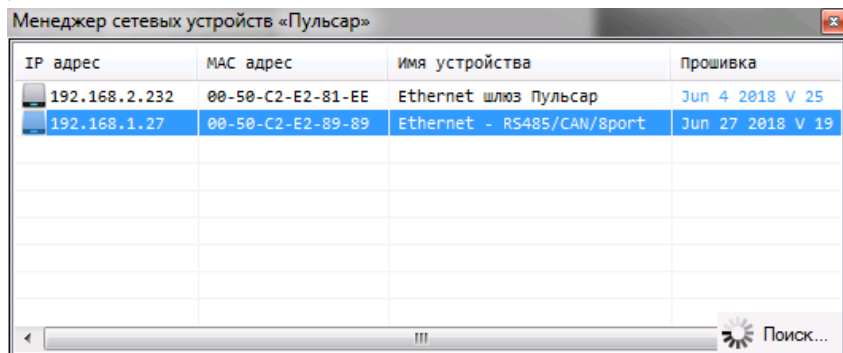 Менеджер сетевых устройств «Пульсар»
IP адрес MAC адрес Имя устройства Прошивка
192.168.2.232 00-50-C2-E2-81-EE Ethernet шлюз Пульсар Jun 4 2018 V 25
192.168.1.27 00-50-C2-E2-89-89 Ethernet - RS485/CAN/8port Jun 27 2018 V 19
Поиск...